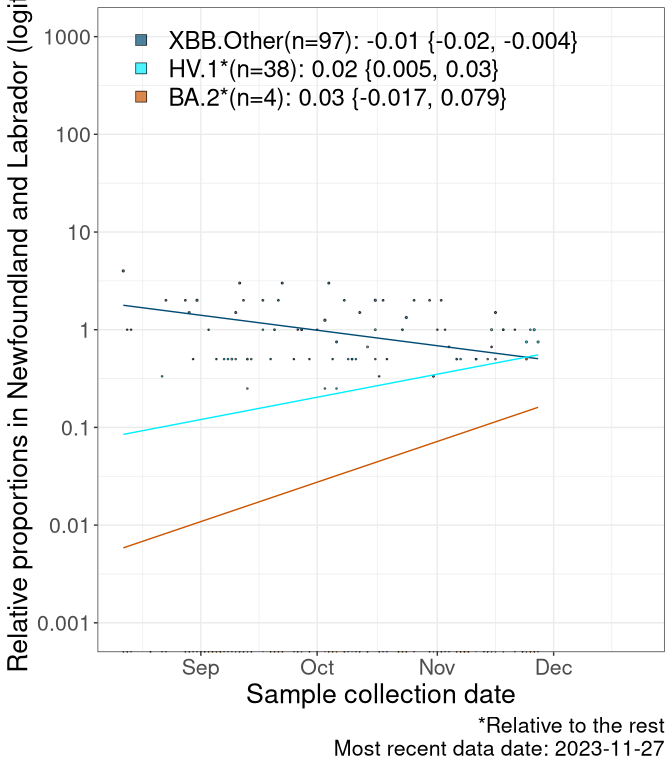 Relative proportions in Newfoundland and Labrador (logit
XBB.Other(n=97): -0.01 {-0.02, -0.004}
HV.1*(n=38): 0.02 {0.005, 0.03}
BA.2*(n=4): 0.03 {-0.017, 0.079}
1000
100
10
1
0.1
0.01
0.001
Sep Oct Nov Dec
Sample collection date
*Relative to the rest
Most recent data date: 2023-11-27